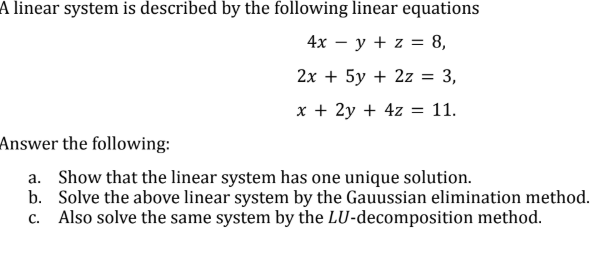 A linear system is described by the following linear equations
4x − y + z = 8,
2x + 5y + 2z = 3,
x + 2y + 4z = 11.
Answer the following:
a. Show that the linear system has one unique solution.
b. Solve the above linear system by the Gauussian elimination method.
c. Also solve the same system by the LU-decomposition method.